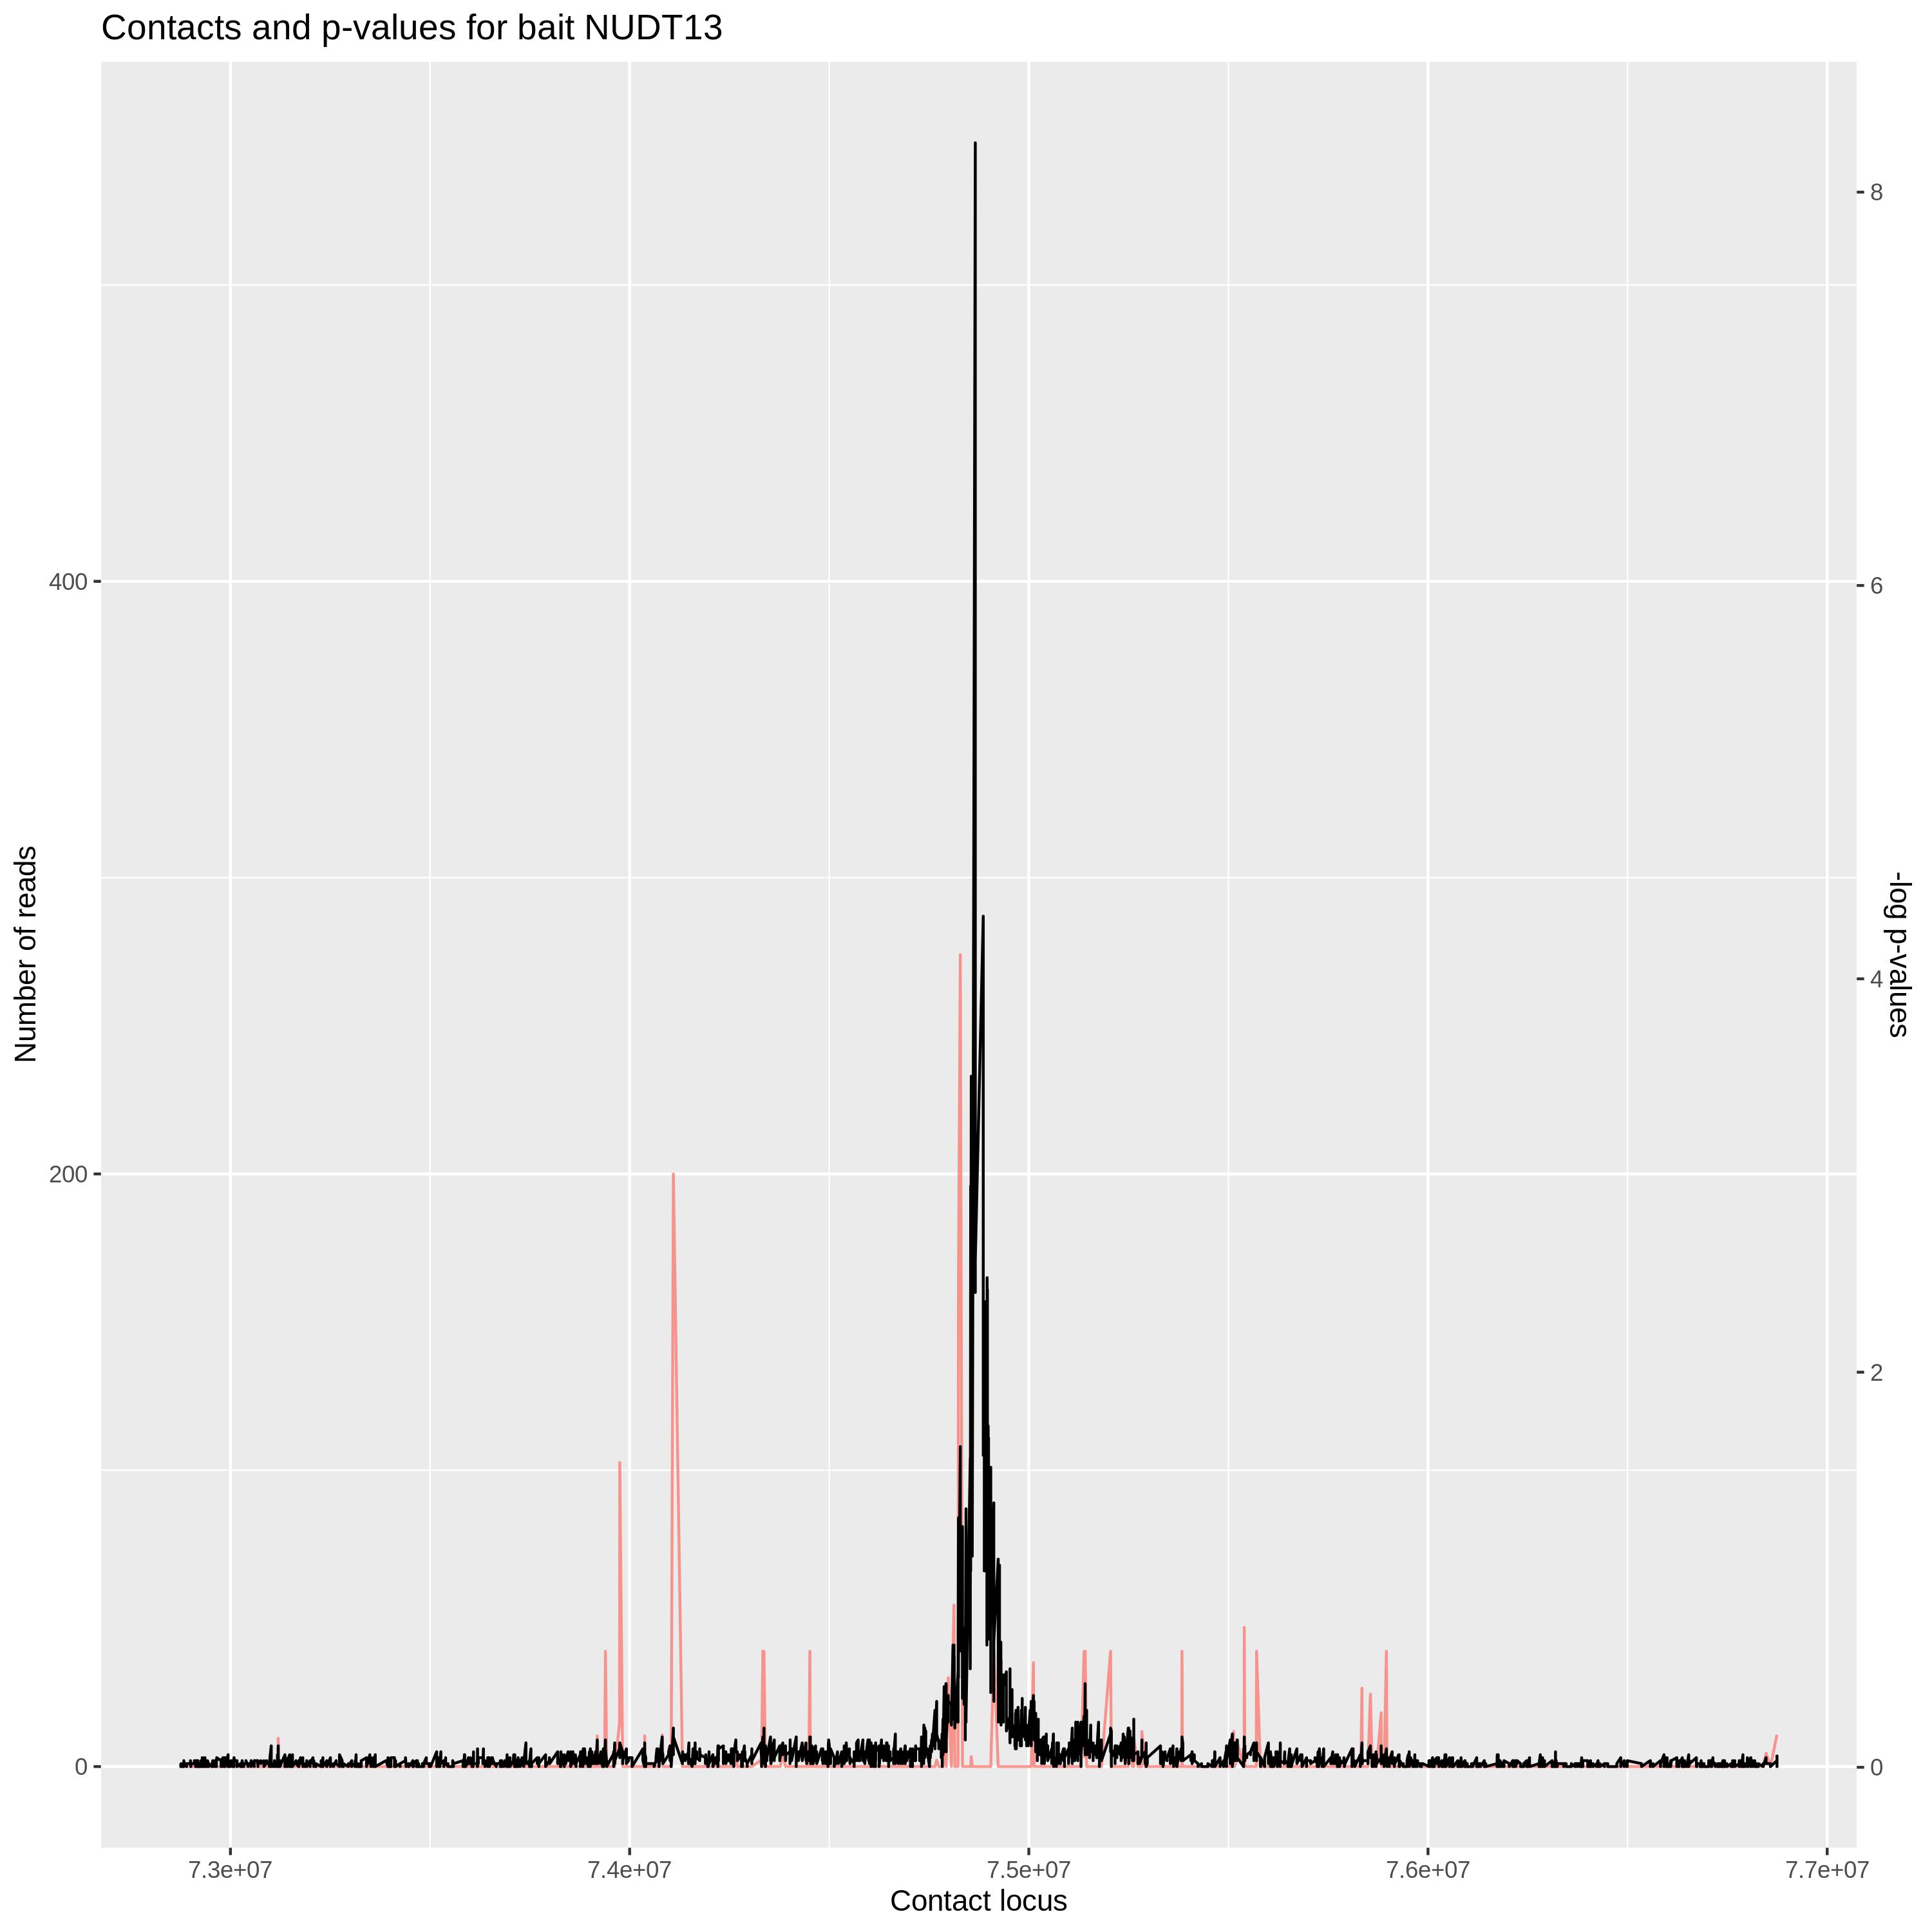 Contacts and p-values for bait NUDT13
Number of reads
400
200
0
8
6
4
2
0
-log p-values
7.3e+07
7.4e+07
7.5e+07
7.6e+07
7.7e+07
Contact locus